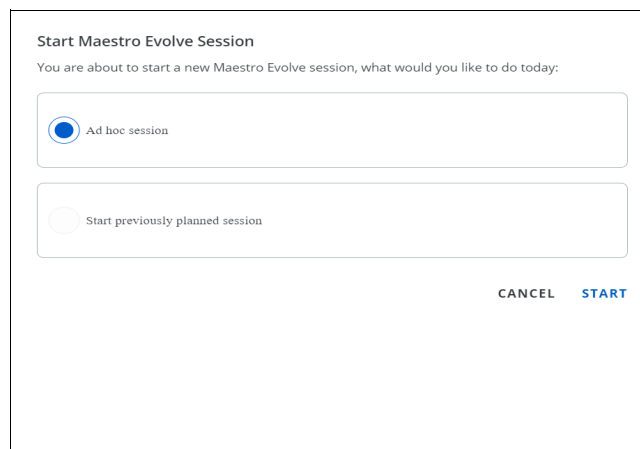 Start Maestro Evolve Session
You are about to start a new Maestro Evolve session, what would you like to do today:
Ad hoc session
Start previously planned session
CANCEL START